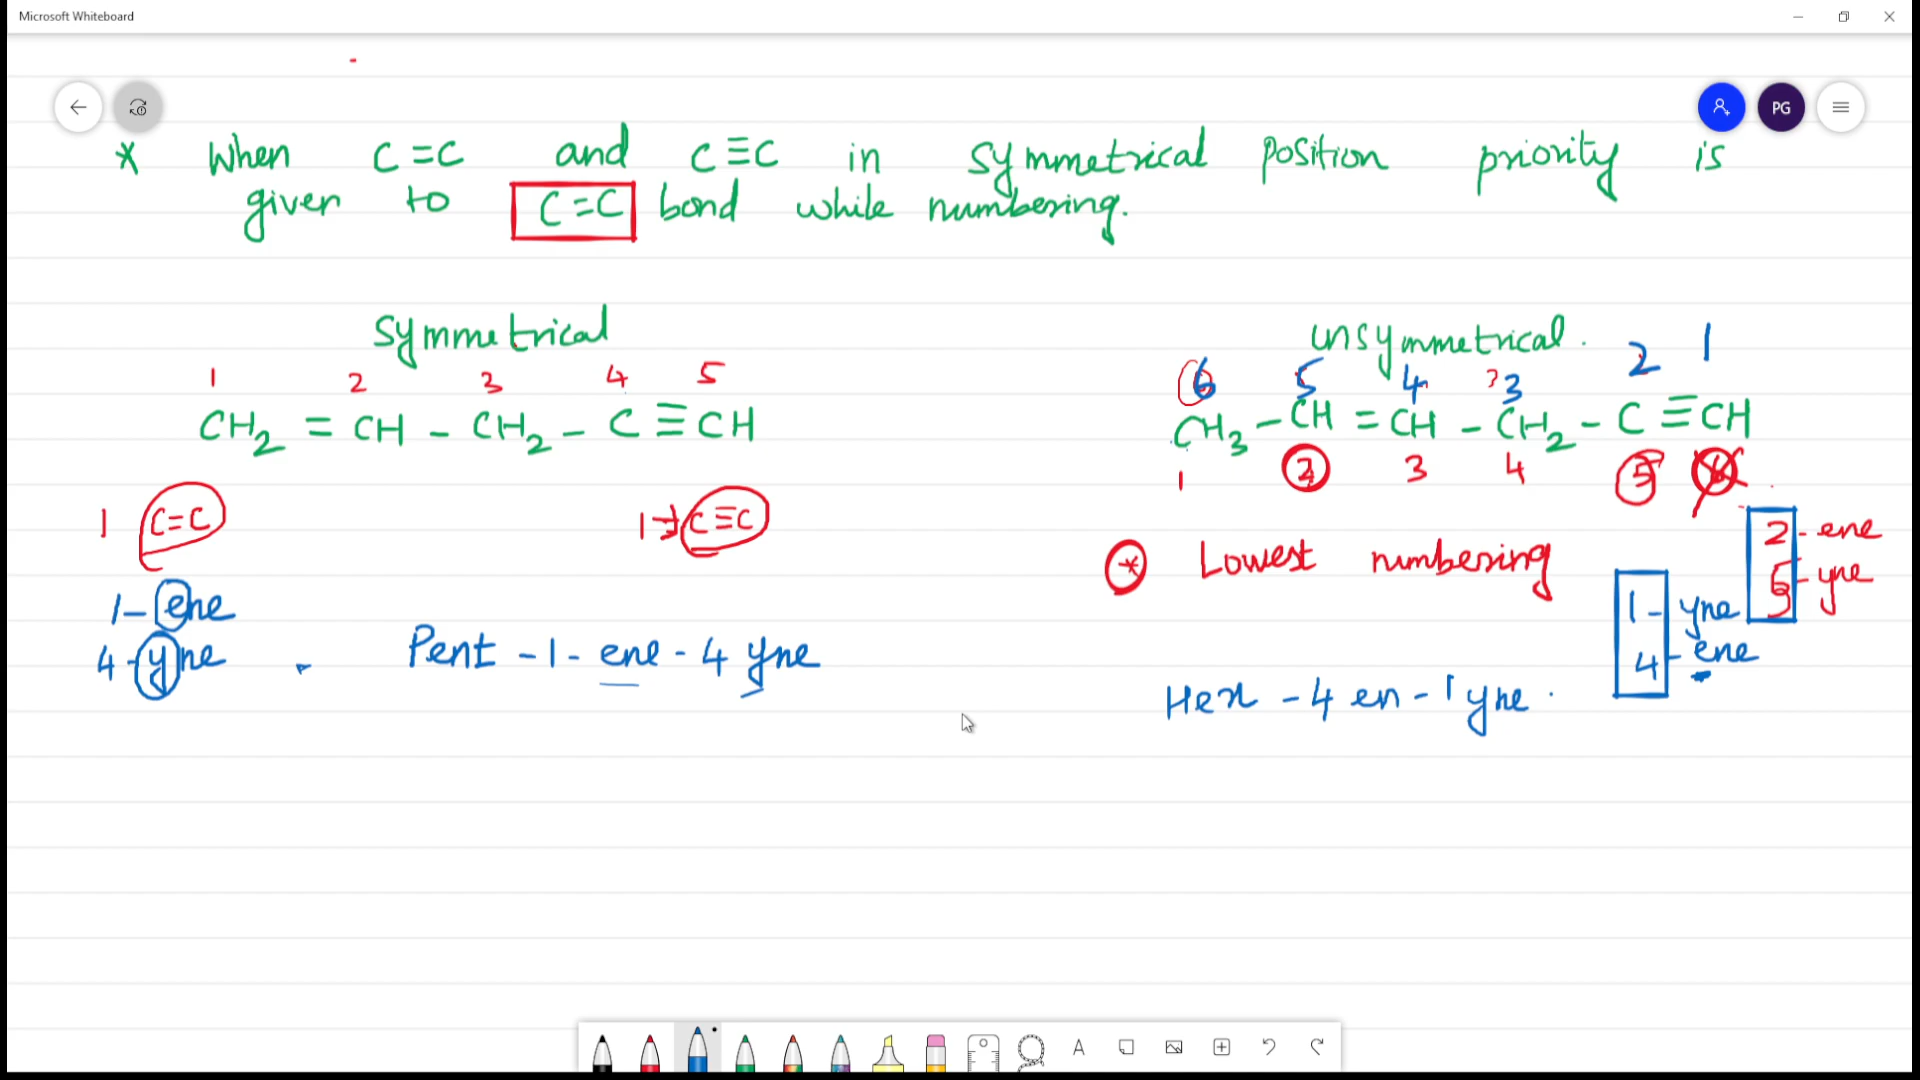 Microsoft Whiteboard
PG
* When C=C and C≡C in symmetrical position priority is
given to C=C bond while numbering.
Symmetrical
1 2 3 4 5
CH2 = CH - CH2 - C ≡ CH
1 C=C
1 → C≡C
1- ene
4-yne
Pent -1- ene - 4 yne
unsymmetrical.
6 5 4 3 2 1
CH3 - CH = CH - CH2 - C ≡ CH
1 2 3 4 5
* Lowest numbering
2 - ene
5 - yne
1 - yne
4 - ene
Hex - 4 en - 1 yne.
A